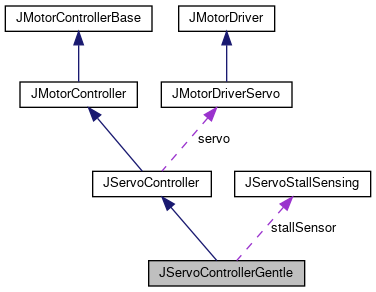 JMotorControllerBase
JMotorDriver
JMotorController
JMotorDriverServo
servo
JServoController
JServoStallSensing
stallSensor
JServoControllerGentle